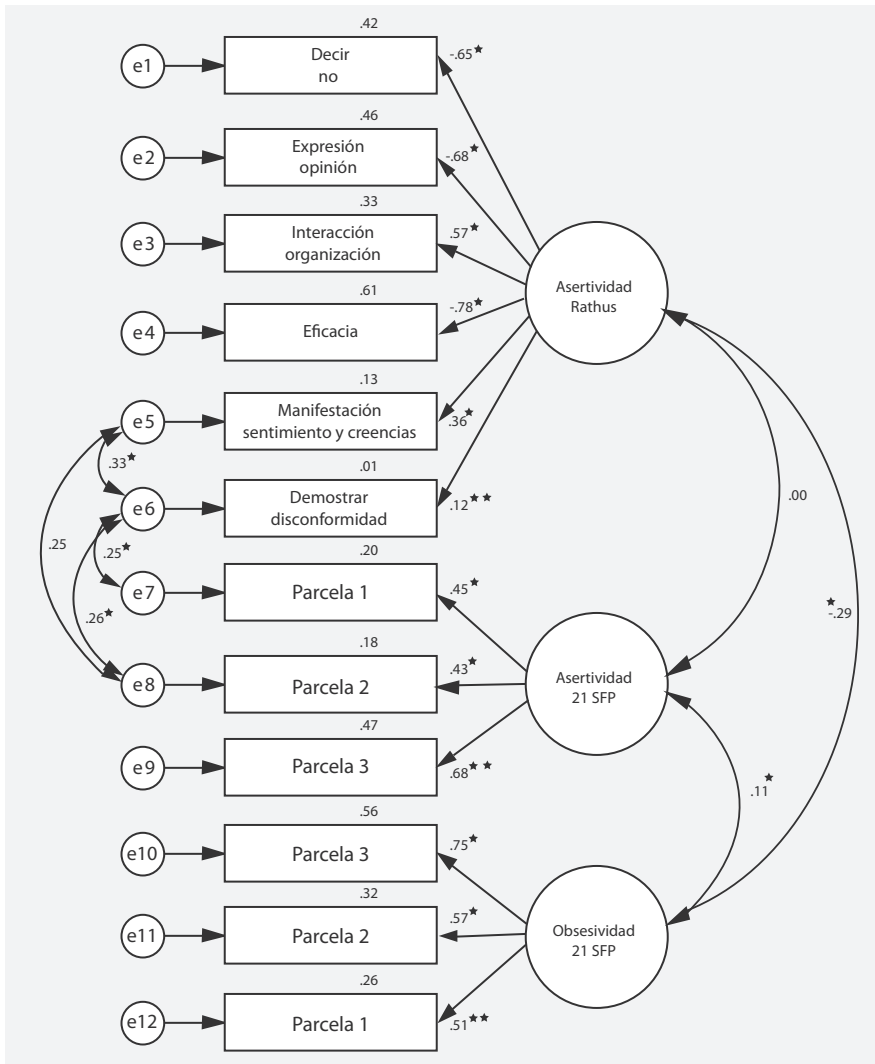 .42
e1
Decir
no
-.65★
.46
e2
Expresión
opinión
-.68★
.33
e3
Interacción
organización
.57★
Asertividad
Rathus
.61
e4
Eficacia
-.78★
.13
e5
Manifestación
sentimiento y creencias
.36★
.33★
.01
e6
Demostrar
disconformidad
.12★ ★
.00
.25
.25★
.20
e7
Parcela 1
.45★
.26★
★
-.29
.18
e8
Parcela 2
.43★
Asertividad
21 SFP
.47
e9
Parcela 3
.68★ ★
.11★
.56
e10
Parcela 3
.75★
.32
e11
Parcela 2
.57★
Obsesividad
21 SFP
.26
e12
Parcela 1
.51★★